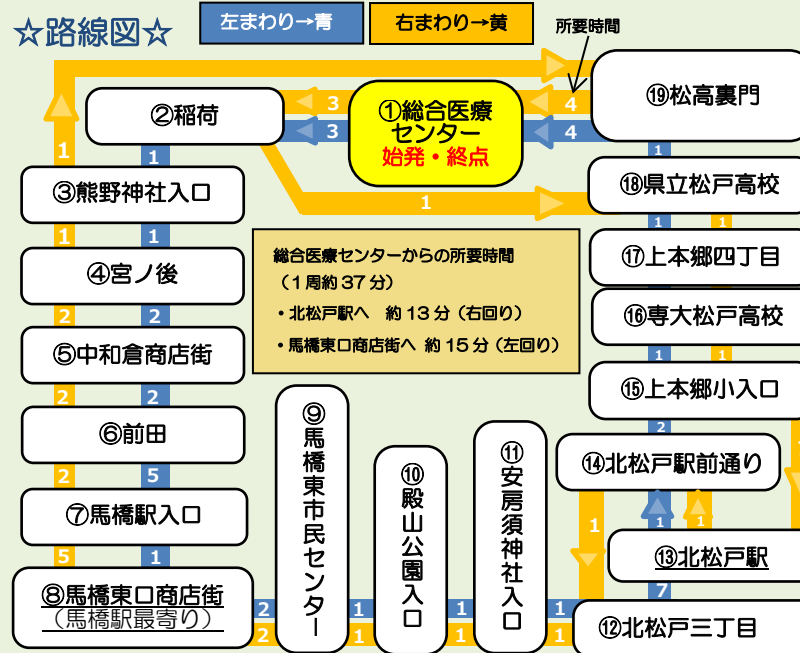 ☆路線図☆
左まわり→青
右まわり→黄
所要時間
①総合医療
センター
始発・終点
②稲荷
③熊野神社入口
④宮ノ後
⑤中和倉商店街
⑥前田
⑦馬橋駅入口
⑧馬橋東口商店街
（馬橋駅最寄り）
⑨馬橋東市民センター
⑩殿山公園入口
⑪安房須神社入口
⑫北松戸三丁目
⑬北松戸駅
⑭北松戸駅前通り
⑮上本郷小入口
⑯専大松戸高校
⑰上本郷四丁目
⑱県立松戸高校
⑲松高裏門
総合医療センターからの所要時間
（１周約 37 分）
・北松戸駅へ　約 13 分（右回り）
・馬橋東口商店街へ 約 15 分（左回り）
3
3
4
4
1
1
1
1
1
2
2
2
2
2
5
5
1
2
2
1
1
1
1
1
1
7
1
1
1
2
1
1
1
1
1